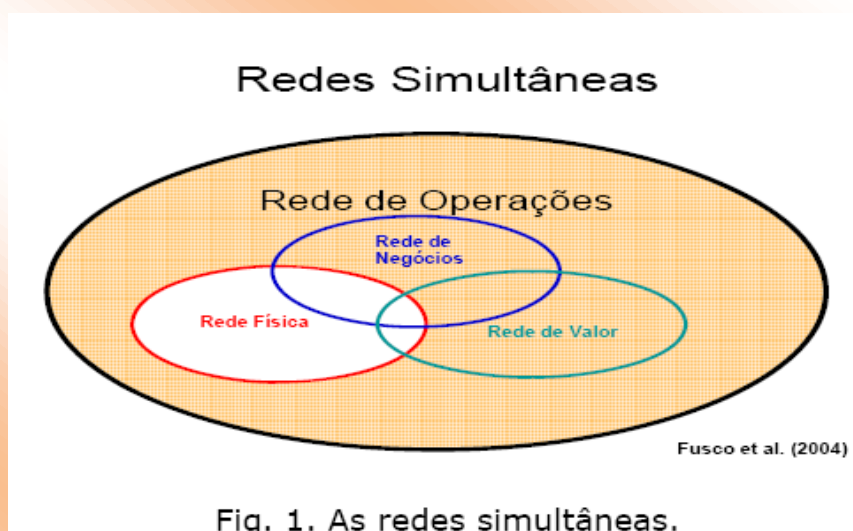 Redes Simultâneas
Rede de Operações
Rede de
Negócios
Rede Física
Rede de Valor
Fusco et al. (2004)
Fig. 1. As redes simultâneas.